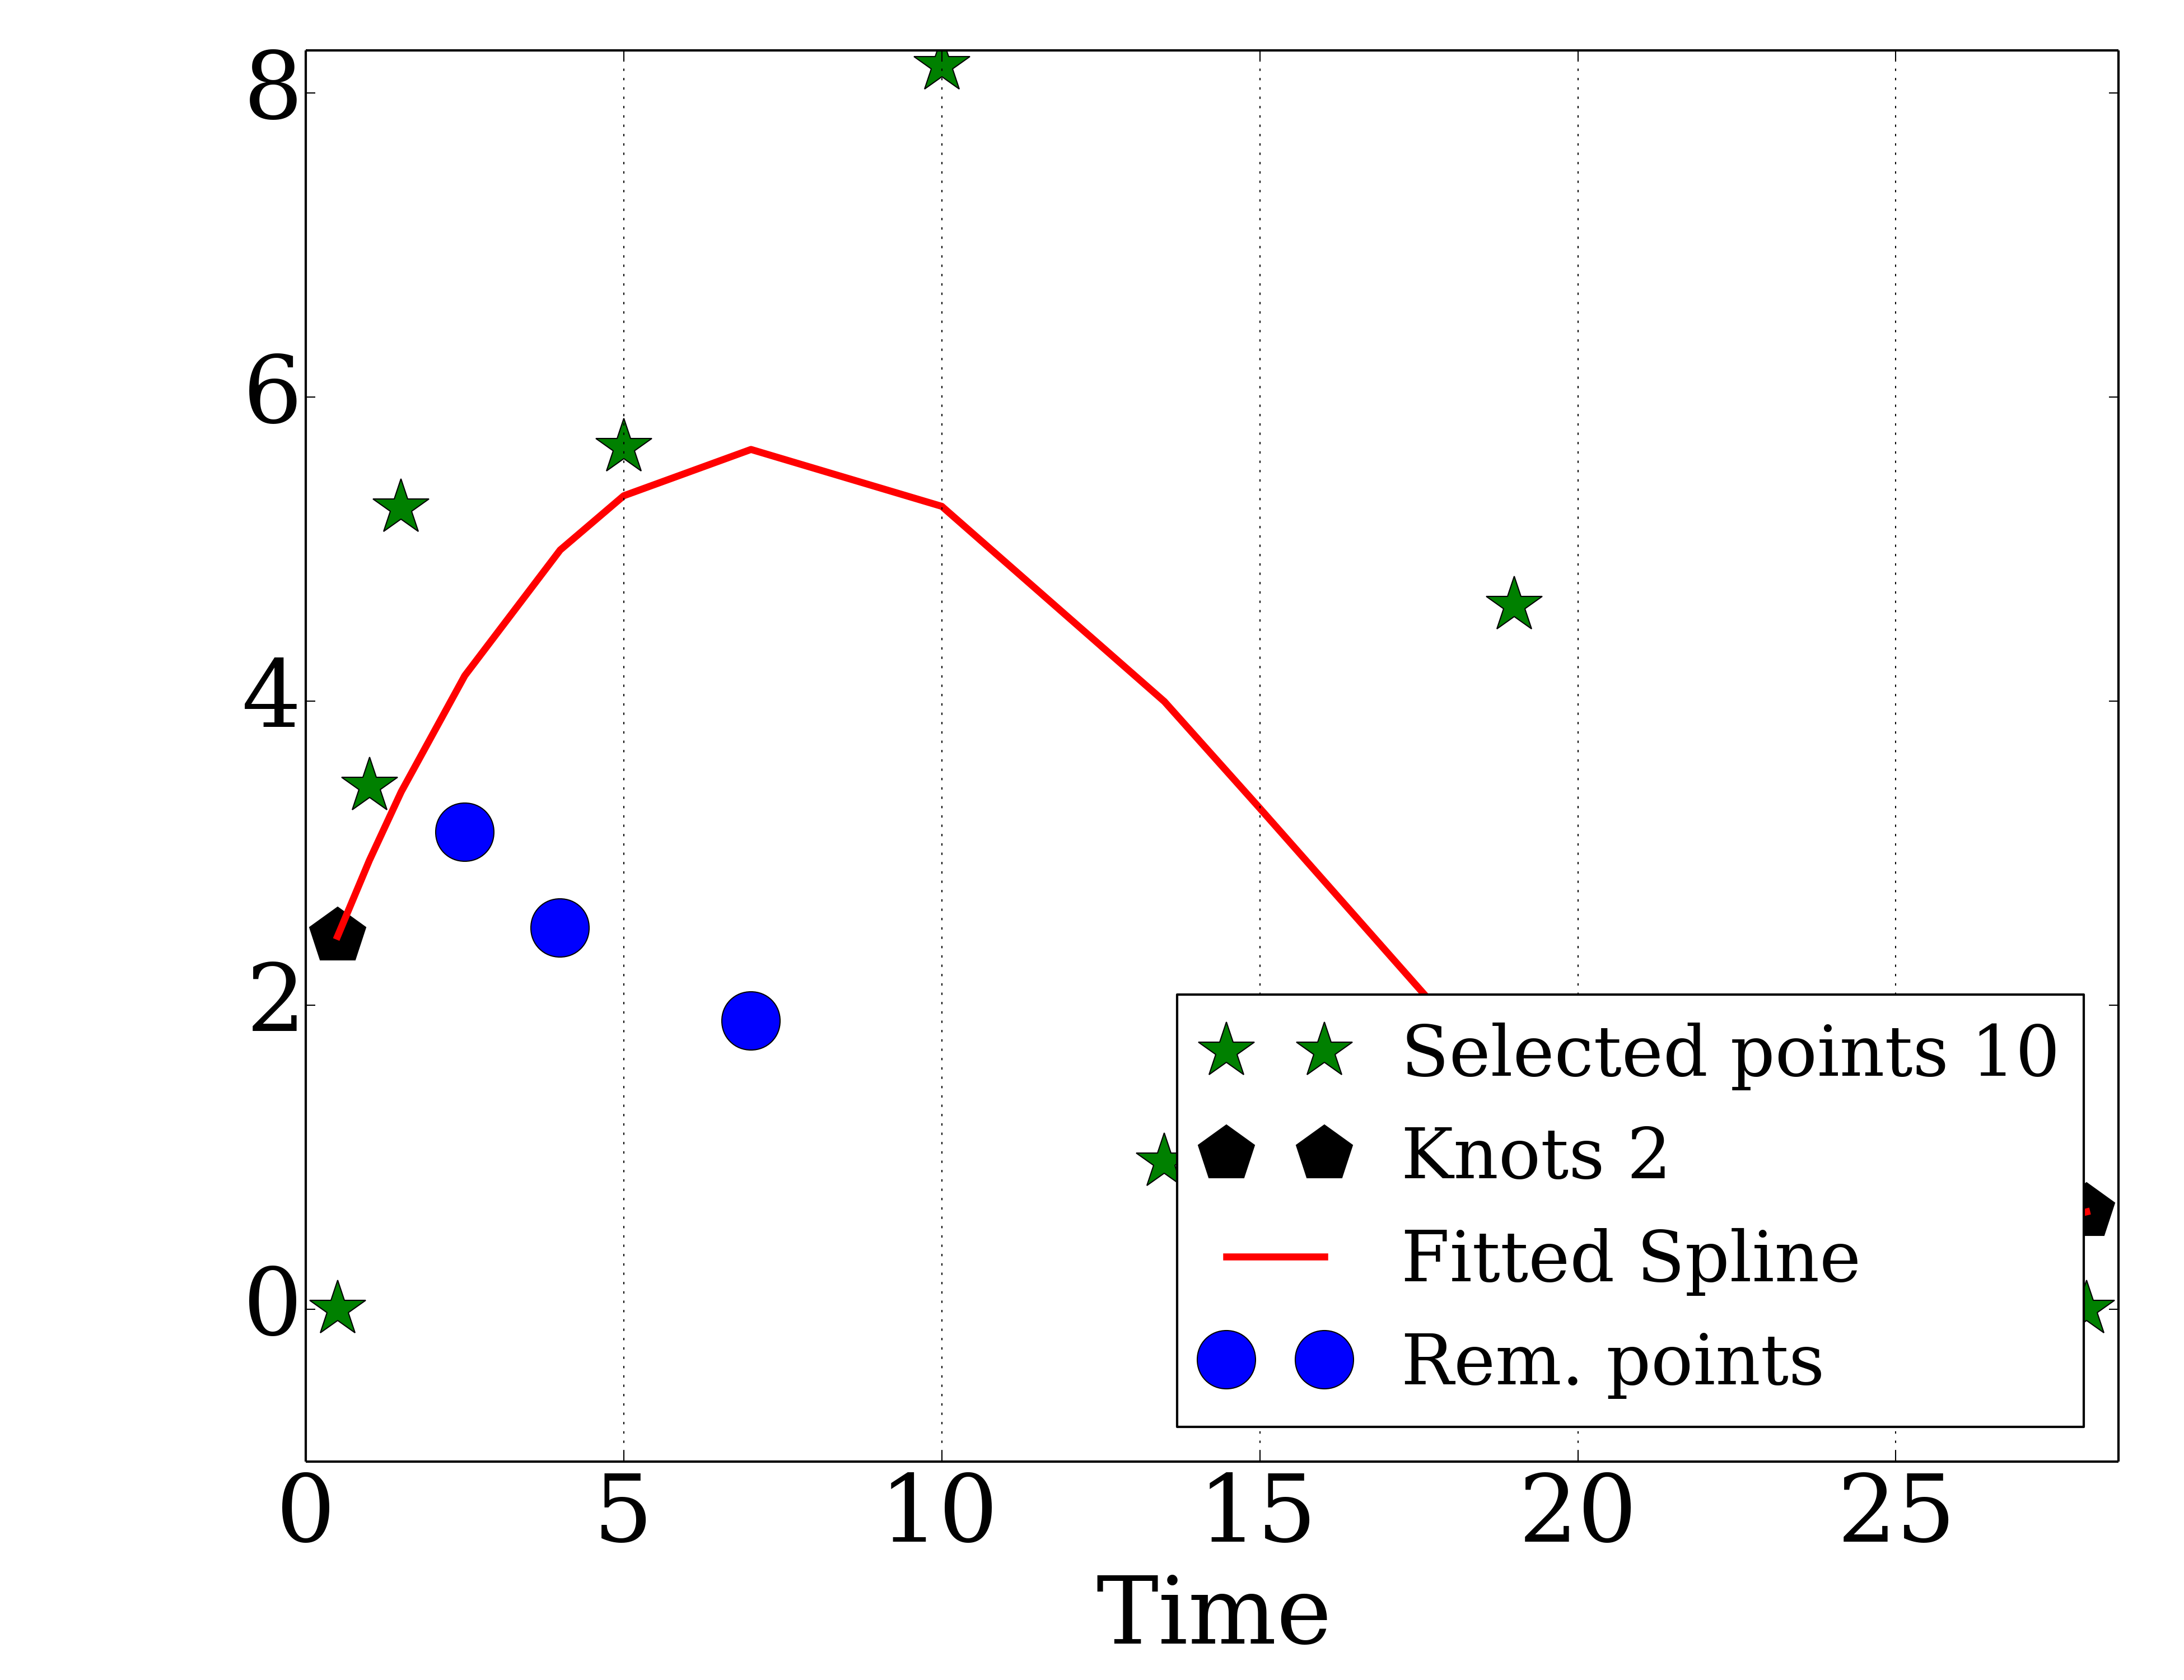 8
6
4
2
0
Selected points 10
Knots 2
Fitted Spline
Rem. points
0 5 10 15 20 25
Time